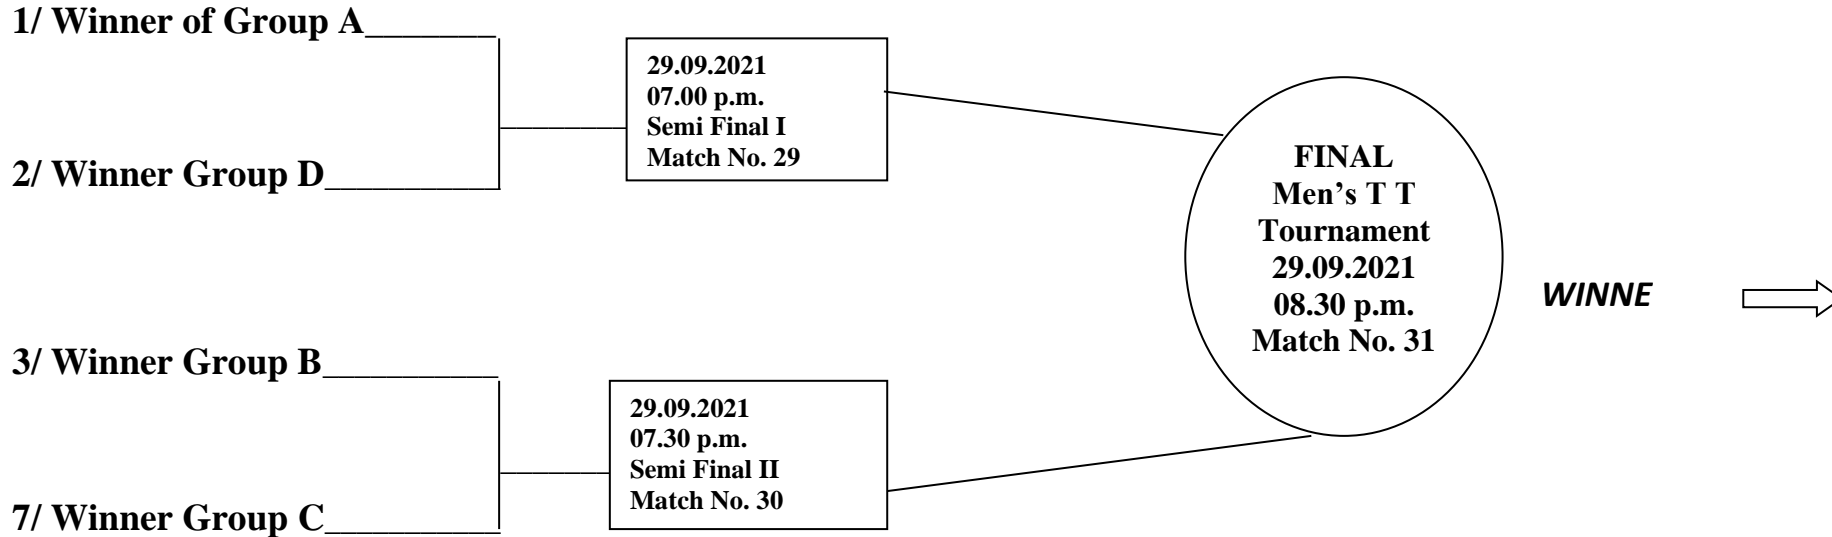 1/ Winner of Group A_______
29.09.2021
07.00 p.m.
Semi Final I
Match No. 29
2/ Winner Group D_________
FINAL
Men’s T T
Tournament
29.09.2021
08.30 p.m.
Match No. 31
WINNE
3/ Winner Group B_________
29.09.2021
07.30 p.m.
Semi Final II
Match No. 30
7/ Winner Group C_________